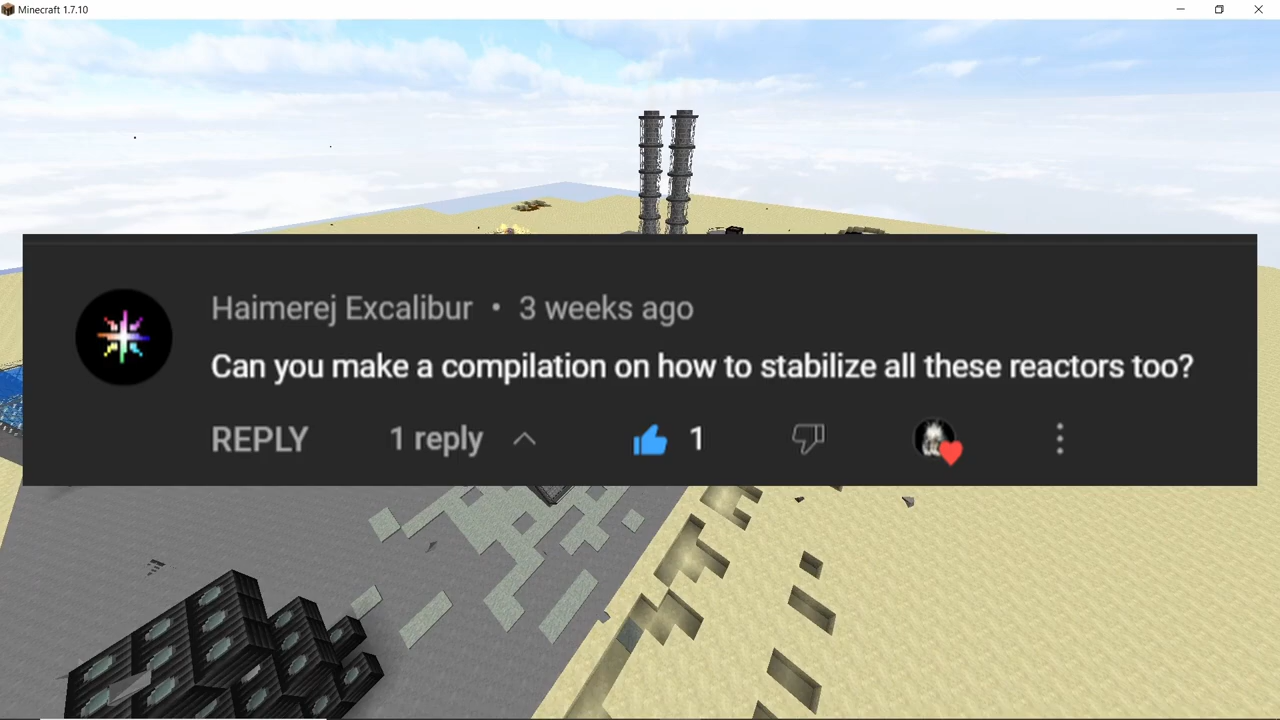 Minecraft 1.7.10
Haimerej Excalibur • 3 weeks ago
Can you make a compilation on how to stabilize all these reactors too?
REPLY 1 reply 1